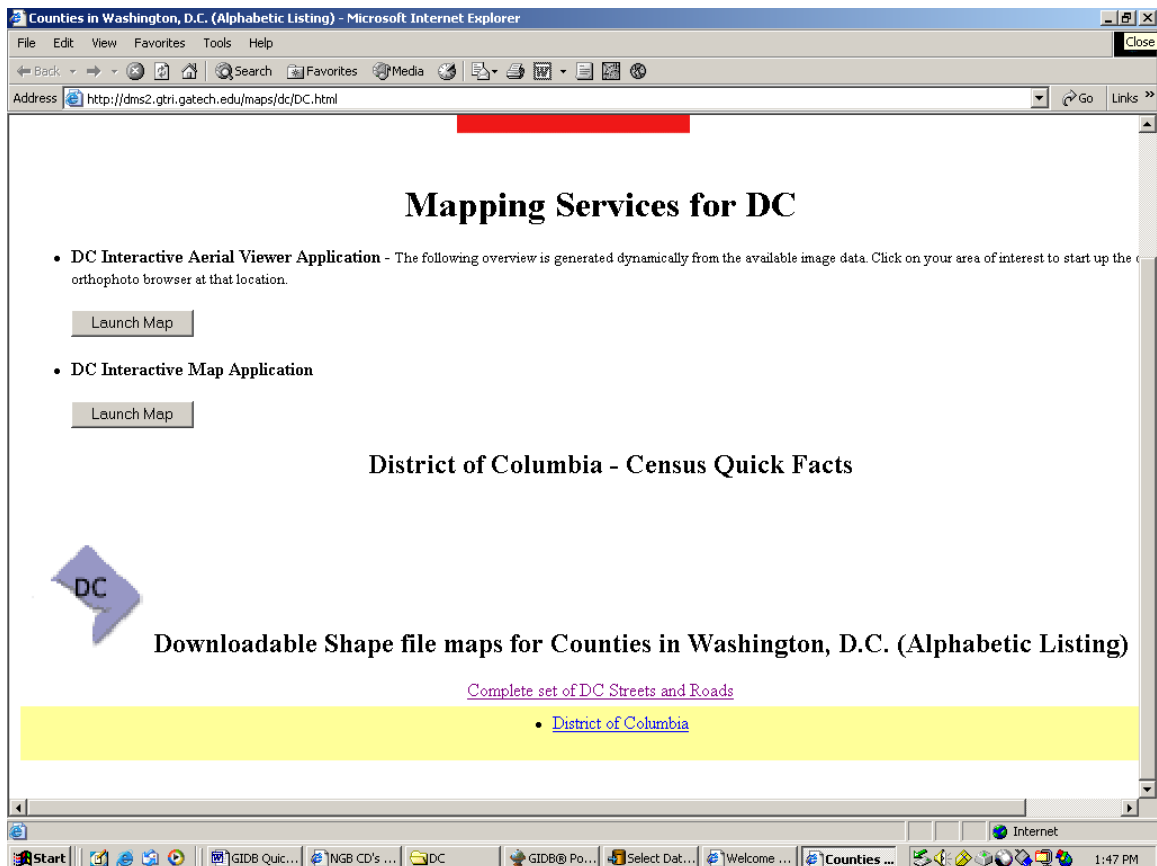 Counties in Washington, D.C. (Alphabetic Listing) - Microsoft Internet Explorer
File Edit View Favorites Tools Help
Close
Back Search Favorites Media
Address http://dms2.gtri.gatech.edu/maps/dc/DC.html Go Links »
Mapping Services for DC
• DC Interactive Aerial Viewer Application - The following overview is generated dynamically from the available image data. Click on your area of interest to start up the
orthophoto browser at that location.
Launch Map
• DC Interactive Map Application
Launch Map
District of Columbia - Census Quick Facts
DC
Downloadable Shape file maps for Counties in Washington, D.C. (Alphabetic Listing)
Complete set of DC Streets and Roads
• District of Columbia
Internet
Start GIDB Quic... NGB CD's ... DC GIDB® Po... Select Dat... Welcome ... Counties ... 1:47 PM